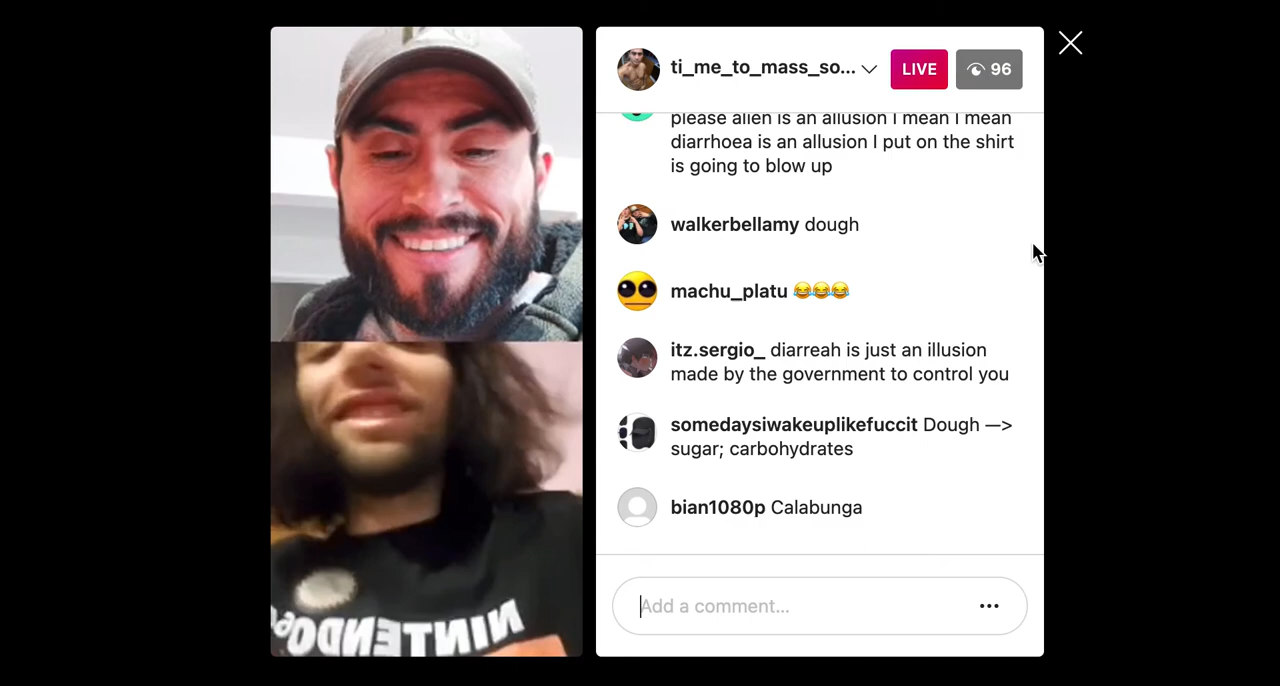 ti_me_to_mass_so...
LIVE
96
please alien is an allusion I mean I mean
diarrhoea is an allusion I put on the shirt
is going to blow up
walkerbellamy dough
machu_platu 😂😂😂
itz.sergio_ diarreah is just an illusion
made by the government to control you
somedaysiwakeuplikefuccit Dough —>
sugar; carbohydrates
bian1080p Calabunga
Add a comment...
NINTENDO